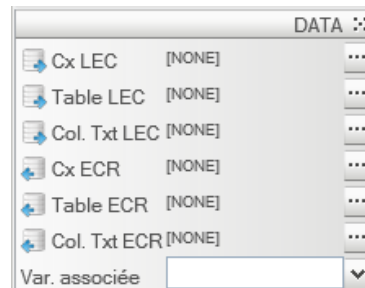 DATA
Cx LEC [NONE]
Table LEC [NONE]
Col. Txt LEC [NONE]
Cx ECR [NONE]
Table ECR [NONE]
Col. Txt ECR [NONE]
Var. associée